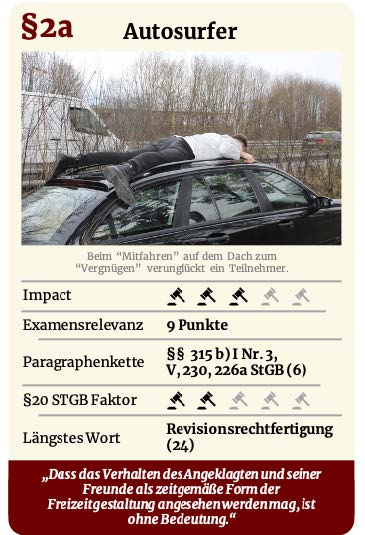 §2a Autosurfer
Beim “Mitfahren” auf dem Dach zum
“Vergnügen” verunglückt ein Teilnehmer.
Impact
Examensrelevanz 9 Punkte
Paragraphenkette §§ 315 b) I Nr. 3,
V, 230, 226a StGB (6)
§20 STGB Faktor
Längstes Wort Revisionsrechtfertigung
(24)
„Dass das Verhalten des Angeklagten und seiner
Freunde als zeitgemäße Form der
Freizeitgestaltung angesehen werden mag, ist
ohne Bedeutung.“